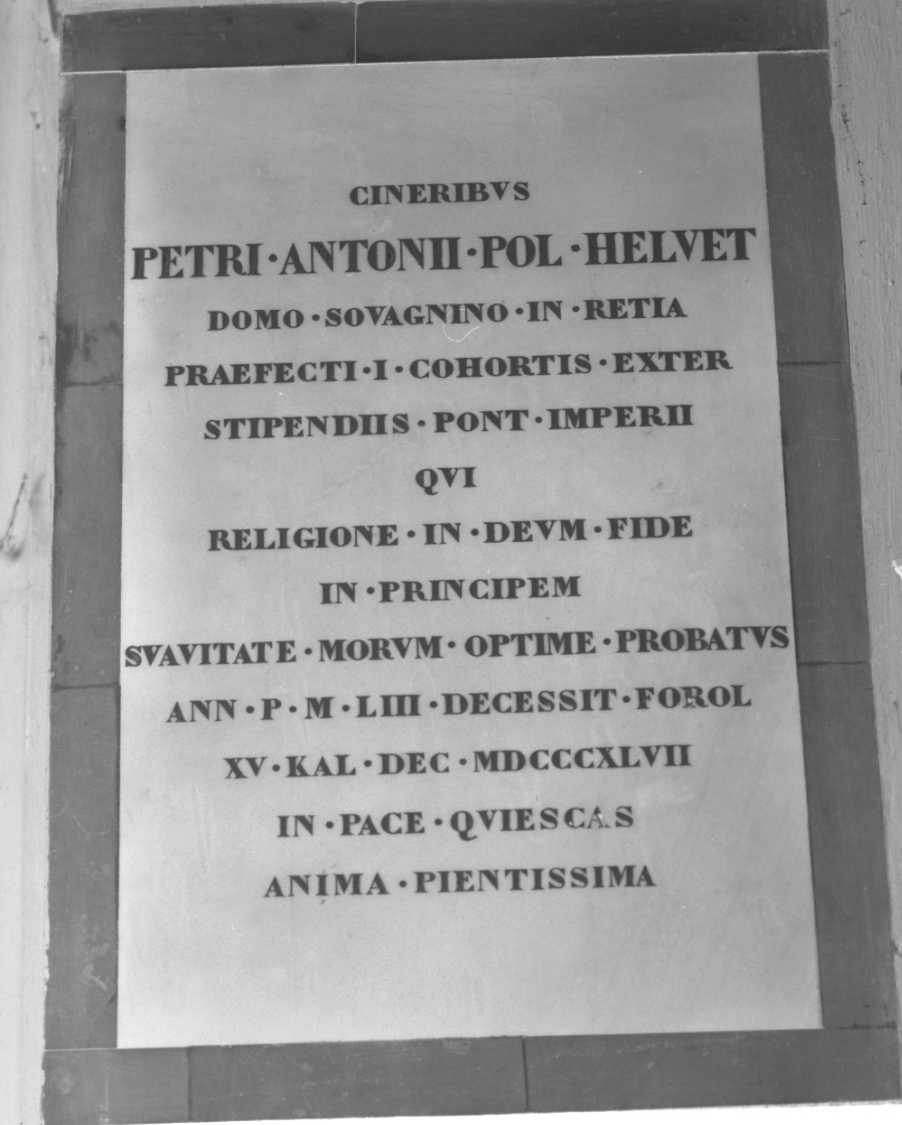 CINERIBVS
PETRI·ANTONII·POL·HELVET
DOMO·SOVAGNINO·IN·RETIA
PRAEFECTI·I·COHORTIS·EXTER
STIPENDIIS·PONT·IMPERII
QVI
RELIGIONE·IN·DEVM·FIDE
IN·PRINCIPEM
SVAVITATE·MORVM·OPTIME·PROBATVS
ANN·P·M·LIII·DECESSIT·FOROL
XV·KAL·DEC·MDCCCXLVII
IN·PACE·QVIESCAS
ANIMA·PIENTISSIMA